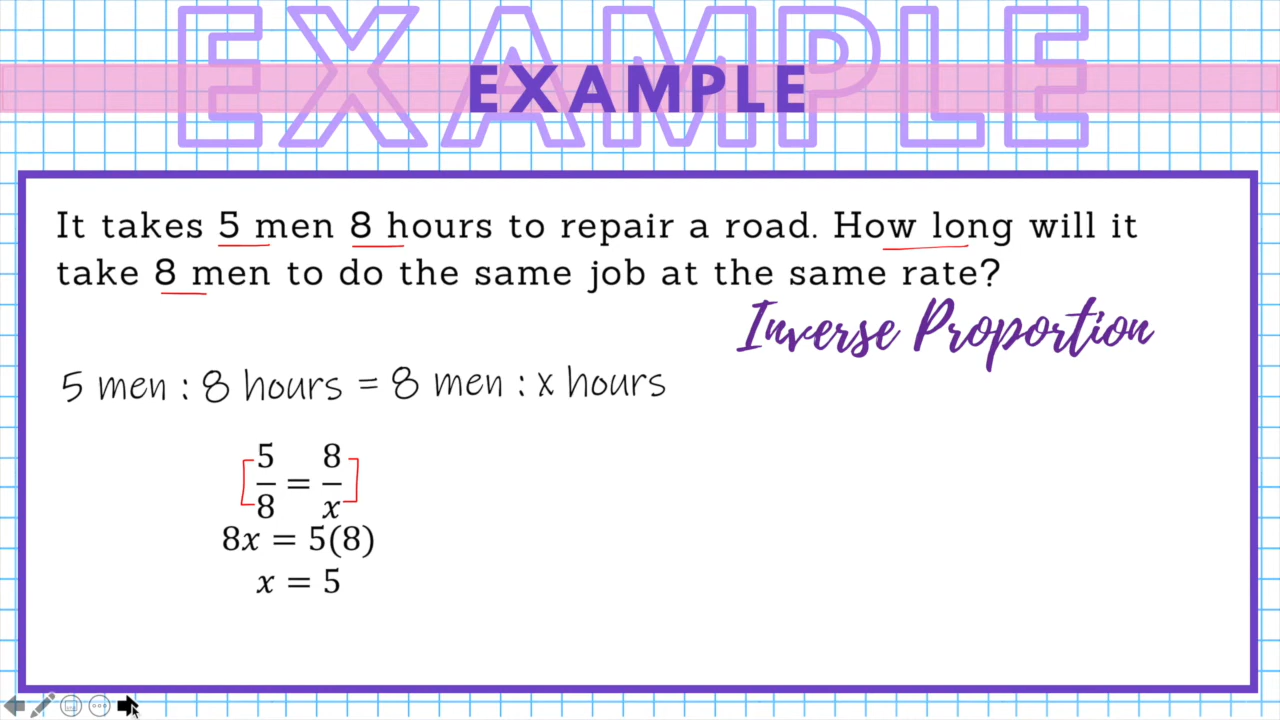 EXAMPLE
EXAMPLE
It takes 5 men 8 hours to repair a road. How long will it
take 8 men to do the same job at the same rate?
Inverse Proportion
5 men : 8 hours = 8 men : x hours
5/8 = 8/x
8x = 5(8)
x = 5